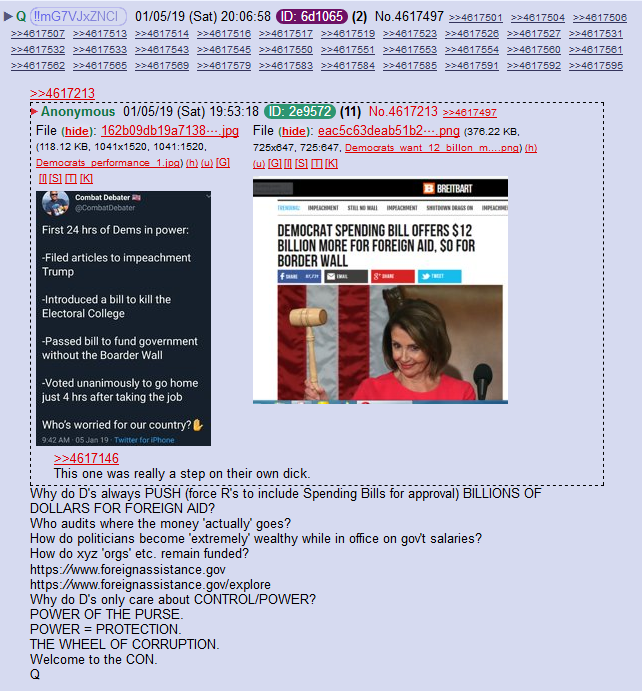 Q !!mG7VJxZNCI 01/05/19 (Sat) 20:06:58 ID: 6d1065 (2) No.4617497 >>4617501 >>4617504 >>4617506
>>4617507 >>4617513 >>4617514 >>4617516 >>4617517 >>4617519 >>4617523 >>4617526 >>4617527 >>4617531
>>4617532 >>4617533 >>4617543 >>4617545 >>4617550 >>4617551 >>4617553 >>4617554 >>4617560 >>4617561
>>4617562 >>4617565 >>4617569 >>4617579 >>4617583 >>4617584 >>4617585 >>4617591 >>4617592 >>4617595
>>4617213
Anonymous 01/05/19 (Sat) 19:53:18 ID: 2e9572 (11) No.4617213 >>4617497
File (hide): 162b09db19a7138⋯.jpg
(118.12 KB, 1041x1520, 1041:1520,
Democrats_performance_1.jpg) (h) (u) [G]
[I] [S] [T] [K]
File (hide): eac5c63deab51b2⋯.png (376.22 KB,
725x647, 725:647, Democrats_want_12_billion_m....png) (h)
(u) [G] [I] [S] [T] [K]
Combat Debater
@CombatDebater
First 24 hrs of Dems in power:
-Filed articles to impeachment
Trump
-Introduced a bill to kill the
Electoral College
-Passed bill to fund government
without the Boarder Wall
-Voted unanimously to go home
just 4 hrs after taking the job
Who's worried for our country?✋
9:42 AM · 05 Jan 19 · Twitter for iPhone
B BREITBART
TRENDING: IMPEACHMENT STILL NO WALL IMPEACHMENT SHUTDOWN DRAGS ON
DEMOCRAT SPENDING BILL OFFERS $12
BILLION MORE FOR FOREIGN AID, $0 FOR
BORDER WALL
SHARE EMAIL SHARE TWEET
>>4617146
This one was really a step on their own dick.
Why do D's always PUSH (force R's to include Spending Bills for approval) BILLIONS OF
DOLLARS FOR FOREIGN AID?
Who audits where the money 'actually' goes?
How do politicians become 'extremely' wealthy while in office on gov't salaries?
How do xyz 'orgs' etc. remain funded?
https://www.foreignassistance.gov
https://www.foreignassistance.gov/explore
Why do D's only care about CONTROL/POWER?
POWER OF THE PURSE.
POWER = PROTECTION.
THE WHEEL OF CORRUPTION.
Welcome to the CON.
Q